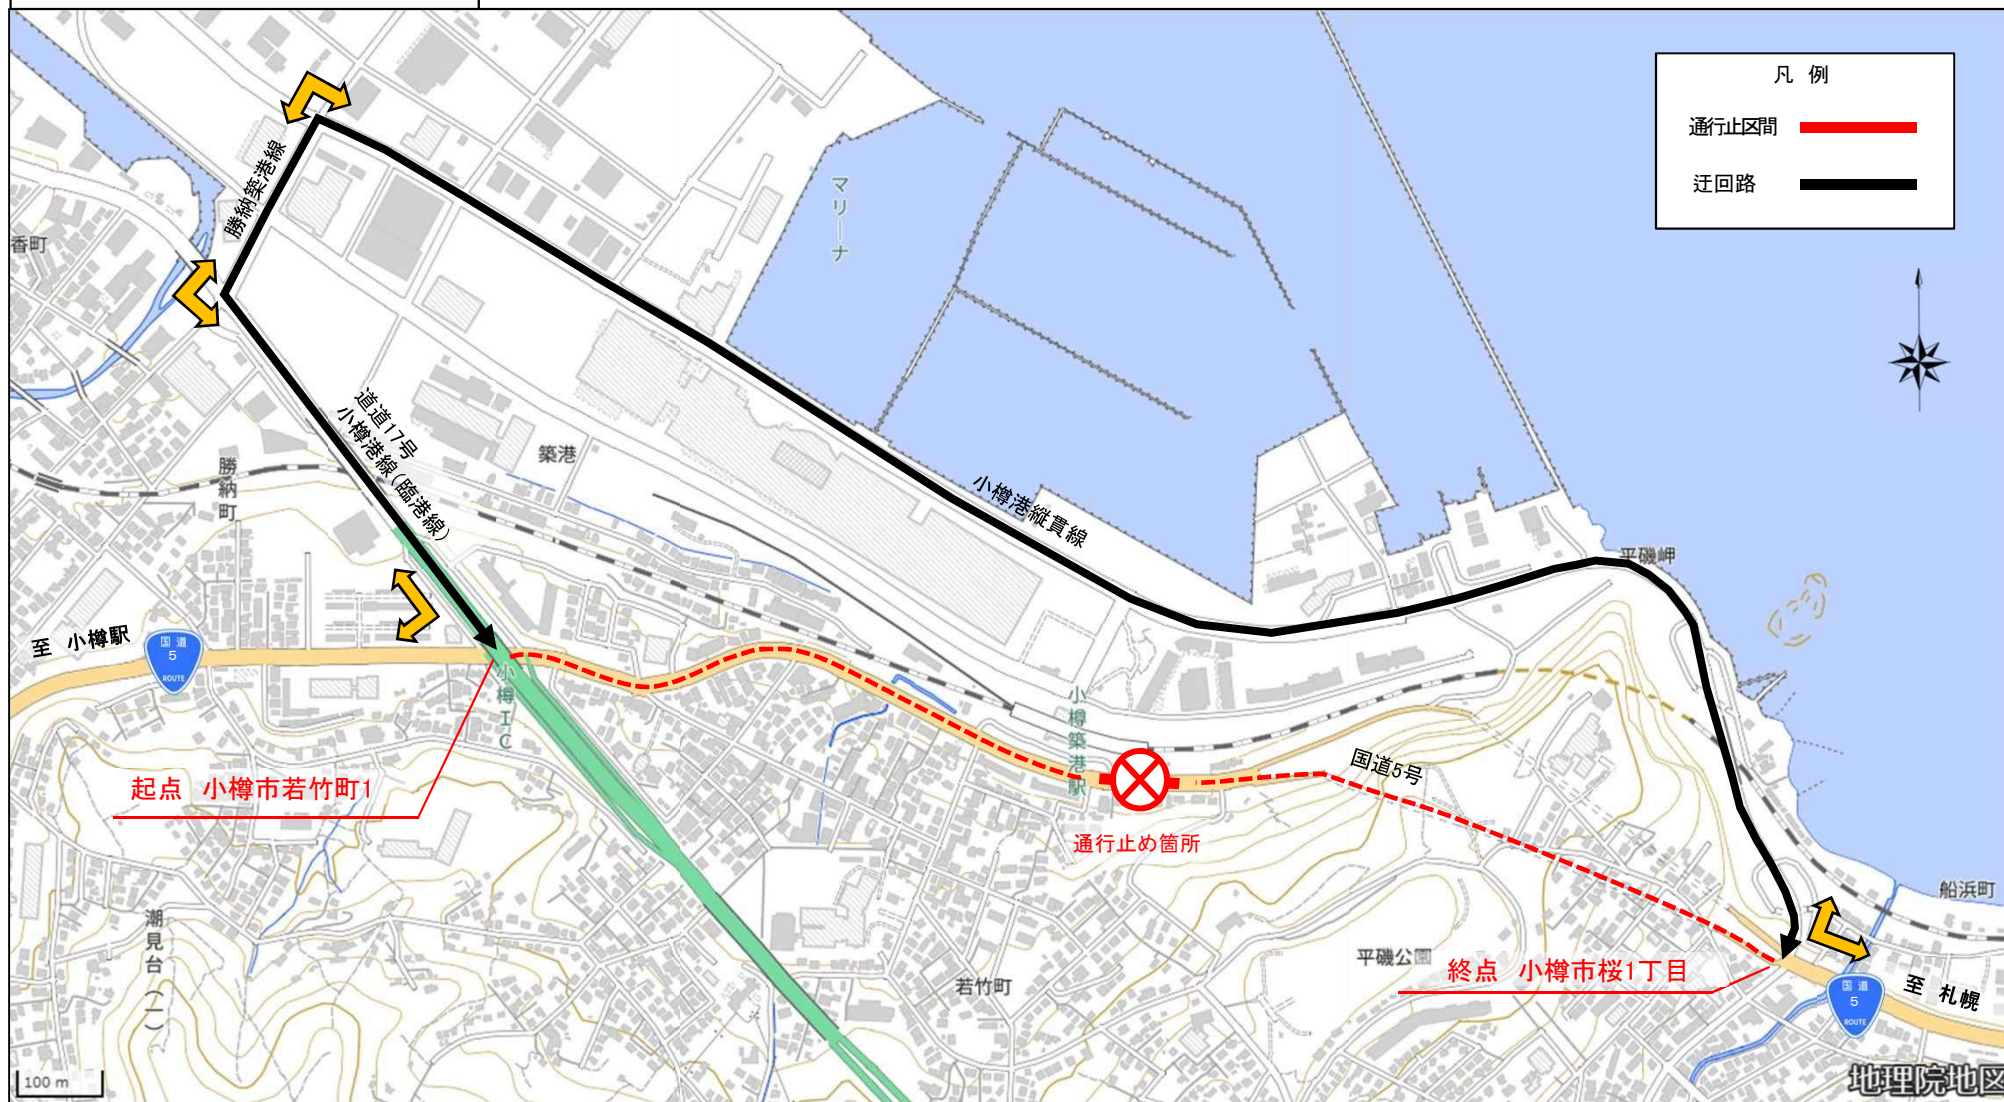 凡 例
通行止区間
迂回路
マリーナ
勝納築港線
香町
道道17号
小樽港線(臨港線)
築港
勝納町
小樽港縦貫線
平磯岬
至 小樽駅
国道
5
ROUTE
小樽IC
小樽築港駅
国道5号
起点 小樽市若竹町1
通行止め箇所
船浜町
潮見台(一)
平磯公園
若竹町
終点 小樽市桜1丁目
国道
5
ROUTE
至 札幌
100 m
地理院地図